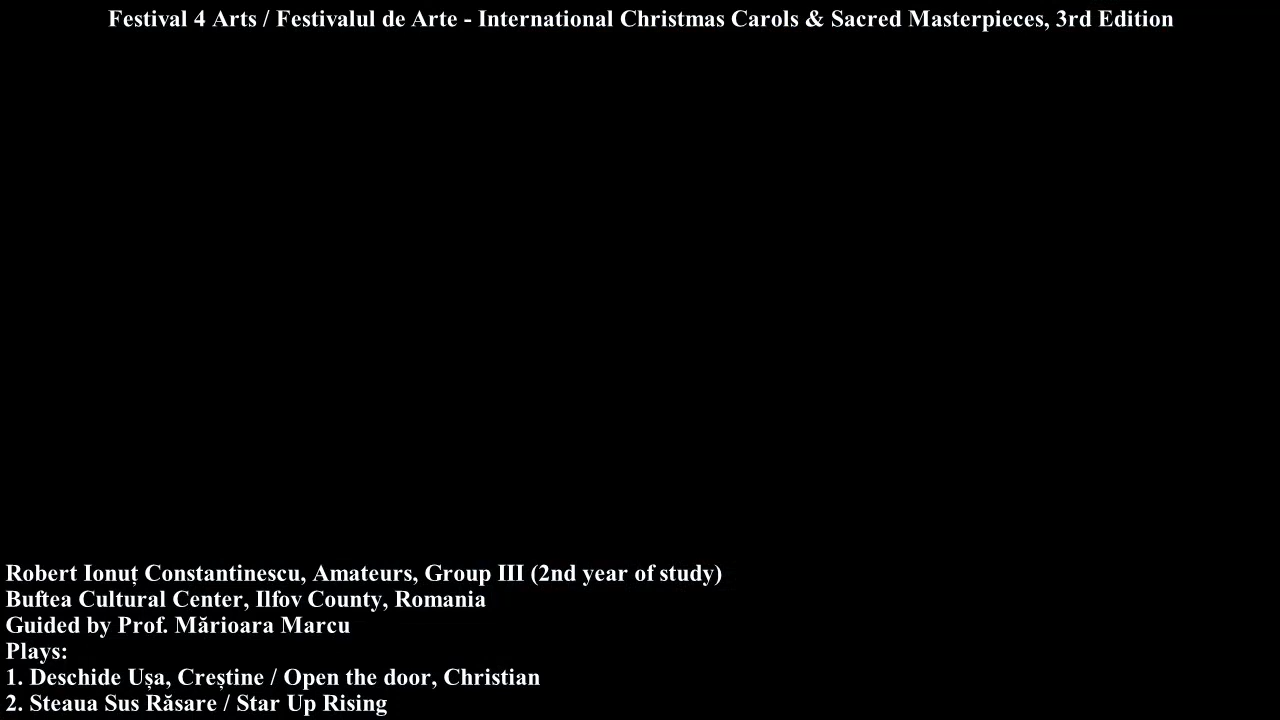 Festival 4 Arts / Festivalul de Arte - International Christmas Carols & Sacred Masterpieces, 3rd Edition
Robert Ionuț Constantinescu, Amateurs, Group III (2nd year of study)
Buftea Cultural Center, Ilfov County, Romania
Guided by Prof. Mărioara Marcu
Plays:
1. Deschide Ușa, Creștine / Open the door, Christian
2. Steaua Sus Răsare / Star Up Rising